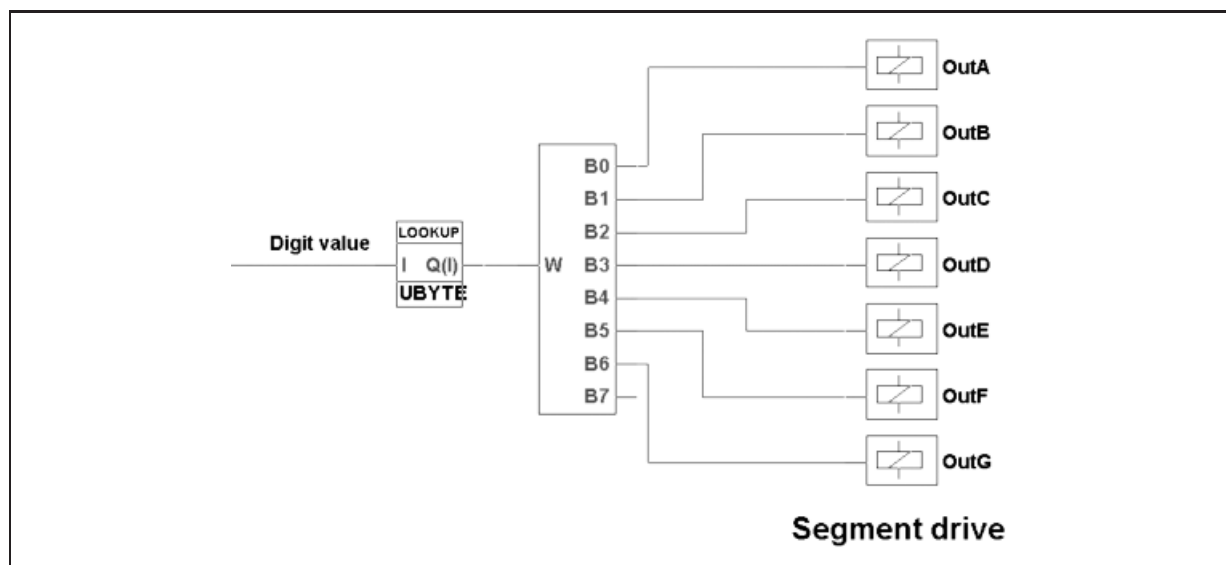 OutA
OutB
B0
B1
OutC
B2
LOOKUP
Digit value
I Q(I)
W
B3
OutD
UBYTE
B4
OutE
B5
B6
OutF
B7
OutG
Segment drive